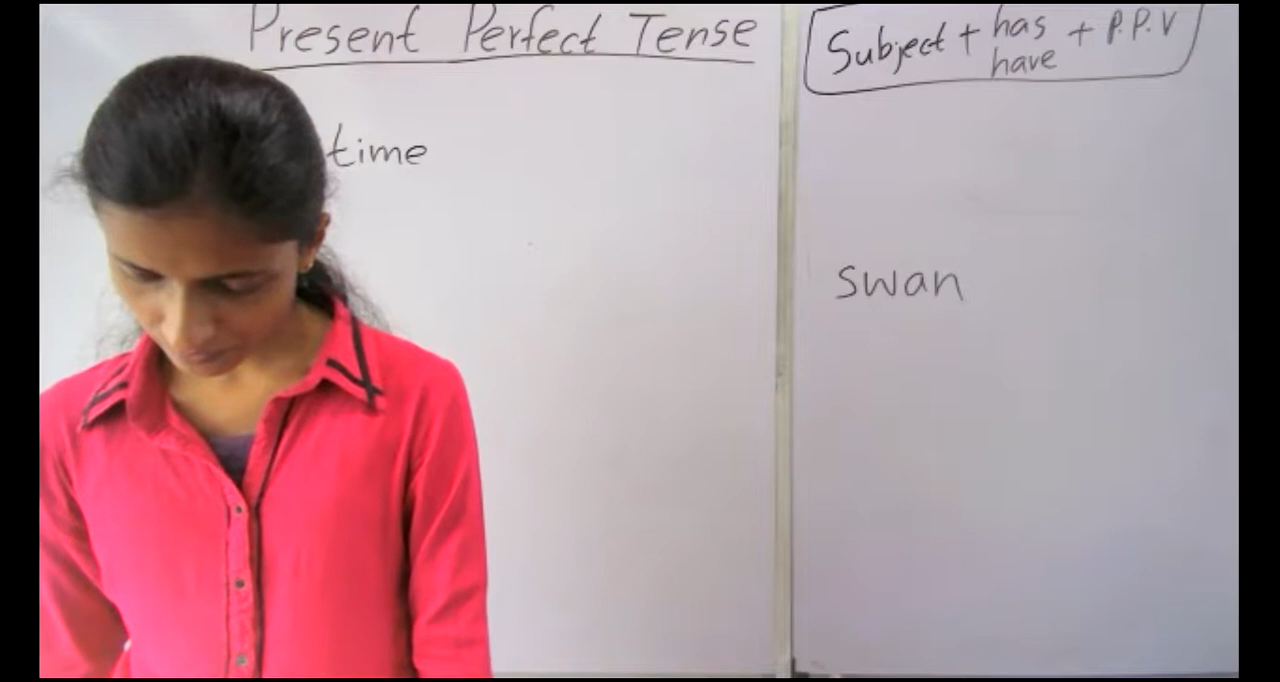 Present Perfect Tense
Subject + has + P.P.V
have
time
swan